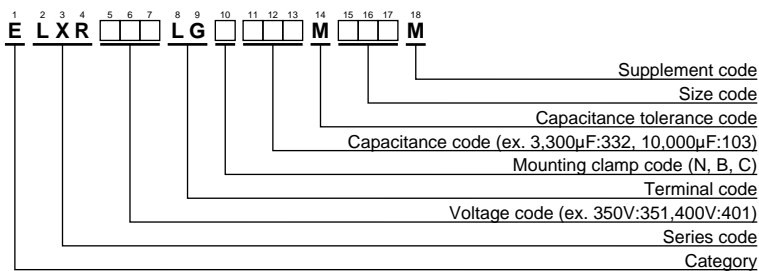 1 2 3 4 5 6 7 8 9 10 11 12 13 14 15 16 17 18
E LXR □□□ LG □ □□□ M □□□ M
Supplement code
Size code
Capacitance tolerance code
Capacitance code (ex. 3,300µF:332, 10,000µF:103)
Mounting clamp code (N, B, C)
Terminal code
Voltage code (ex. 350V:351,400V:401)
Series code
Category